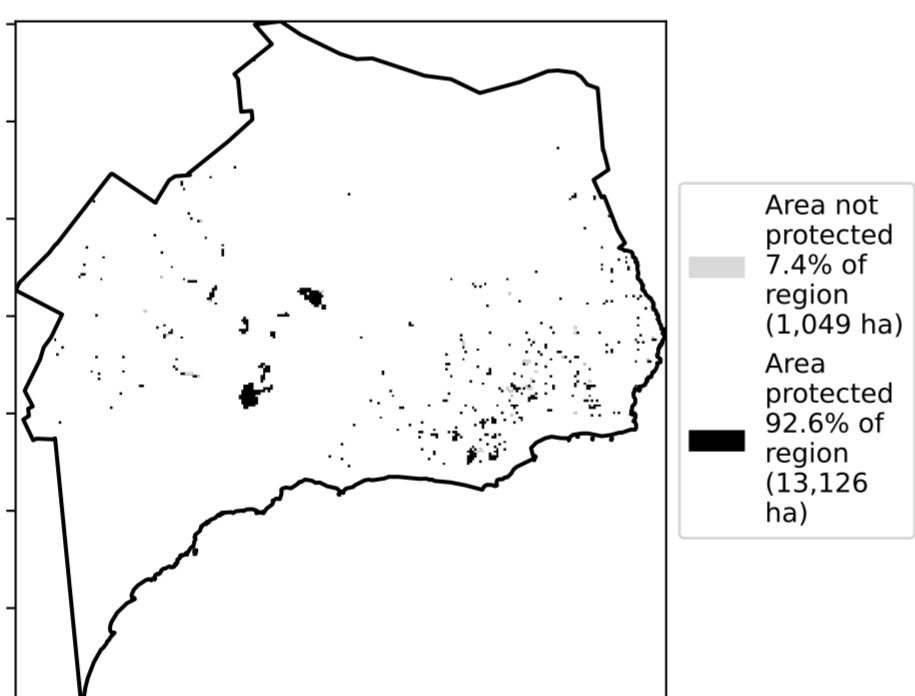 Area not
protected
7.4% of
region
(1,049 ha)
Area
protected
92.6% of
region
(13,126
ha)